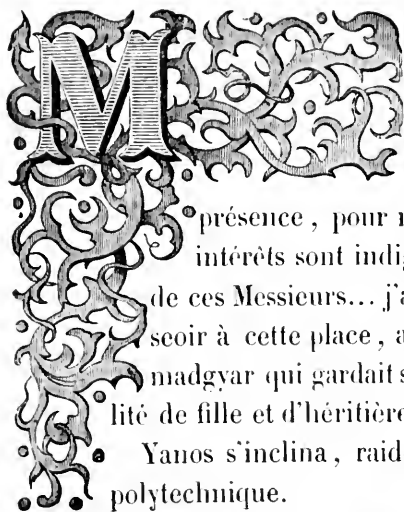 M
présence, pour
intérêts sont
de ces Messieurs... j'a
seoir à cette place, a
madgyar qui gardait s
lité de fille et d'héritière
Yanos s'inclina, raid
polytechnique.